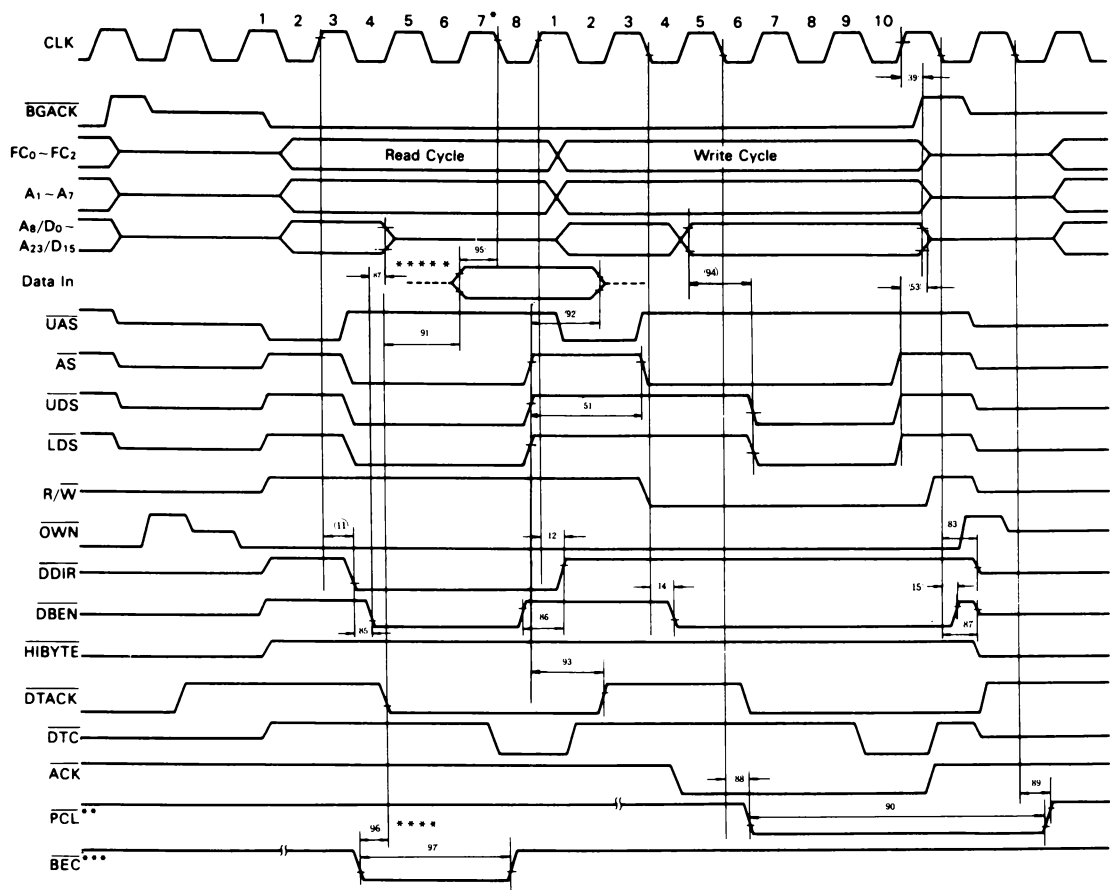 1 2 3 4 5 6 7* 8 1 2 3 4 5 6 7 8 9 10
CLK
39
BGACK
FC₀~FC₂ Read Cycle Write Cycle
A₁~A₇
A₈/D₀~
A₂₃/D₁₅
95
87 ***** (94) (53)
Data In
92
UAS
91
AS
51
UDS
LDS
R/W
(11) 12 83
OWN
DDIR
14 15
DBEN
85 86 87
HIBYTE
93
DTACK
DTC
88 89
ACK
90
PCL**
96 ****
97
BEC***